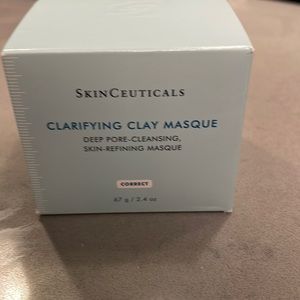 SKINCEUTICALS
CLARIFYING CLAY MASQUE
DEEP PORE-CLEANSING,
SKIN-REFINING MASQUE
CORRECT
67 g / 2.4 oz